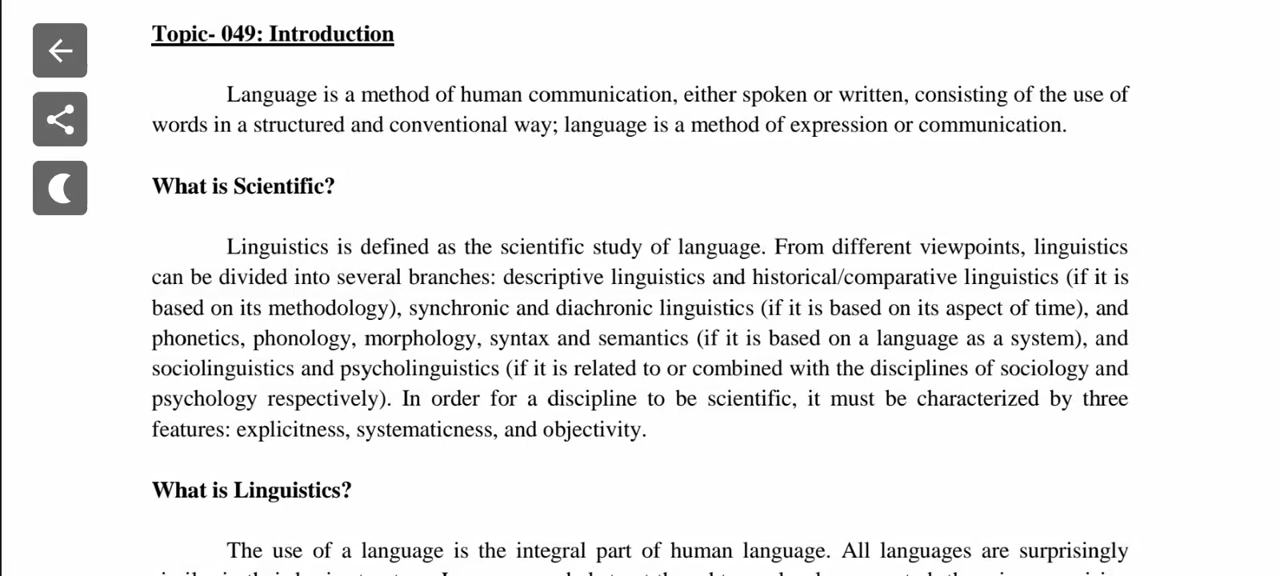 Topic- 049: Introduction
Language is a method of human communication, either spoken or written, consisting of the use of
words in a structured and conventional way; language is a method of expression or communication.
What is Scientific?
Linguistics is defined as the scientific study of language. From different viewpoints, linguistics
can be divided into several branches: descriptive linguistics and historical/comparative linguistics (if it is
based on its methodology), synchronic and diachronic linguistics (if it is based on its aspect of time), and
phonetics, phonology, morphology, syntax and semantics (if it is based on a language as a system), and
sociolinguistics and psycholinguistics (if it is related to or combined with the disciplines of sociology and
psychology respectively). In order for a discipline to be scientific, it must be characterized by three
features: explicitness, systematicness, and objectivity.
What is Linguistics?
The use of a language is the integral part of human language. All languages are surprisingly